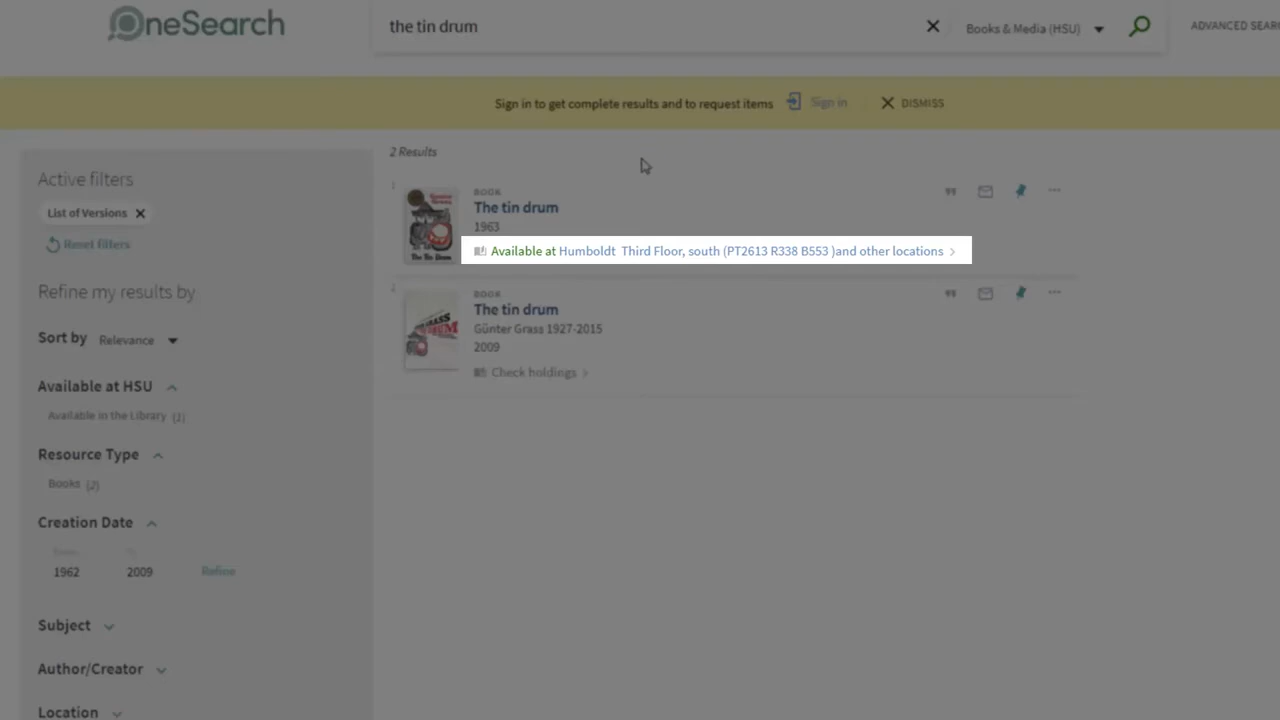 OneSearch
the tin drum
Books & Media (HSU)
ADVANCED SEAR
Sign in to get complete results and to request items
Sign in
DISMISS
Active filters
List of Versions
Reset filters
Refine my results by
Sort by Relevance
Available at HSU
Available in the Library (1)
Resource Type
Books (2)
Creation Date
1962
2009
Refine
Subject
Author/Creator
Location
2 Results
1
BOOK
The tin drum
1963
Available at Humboldt Third Floor, south (PT2613 R338 B553 )and other locations
2
BOOK
The tin drum
Günter Grass 1927-2015
2009
Check holdings